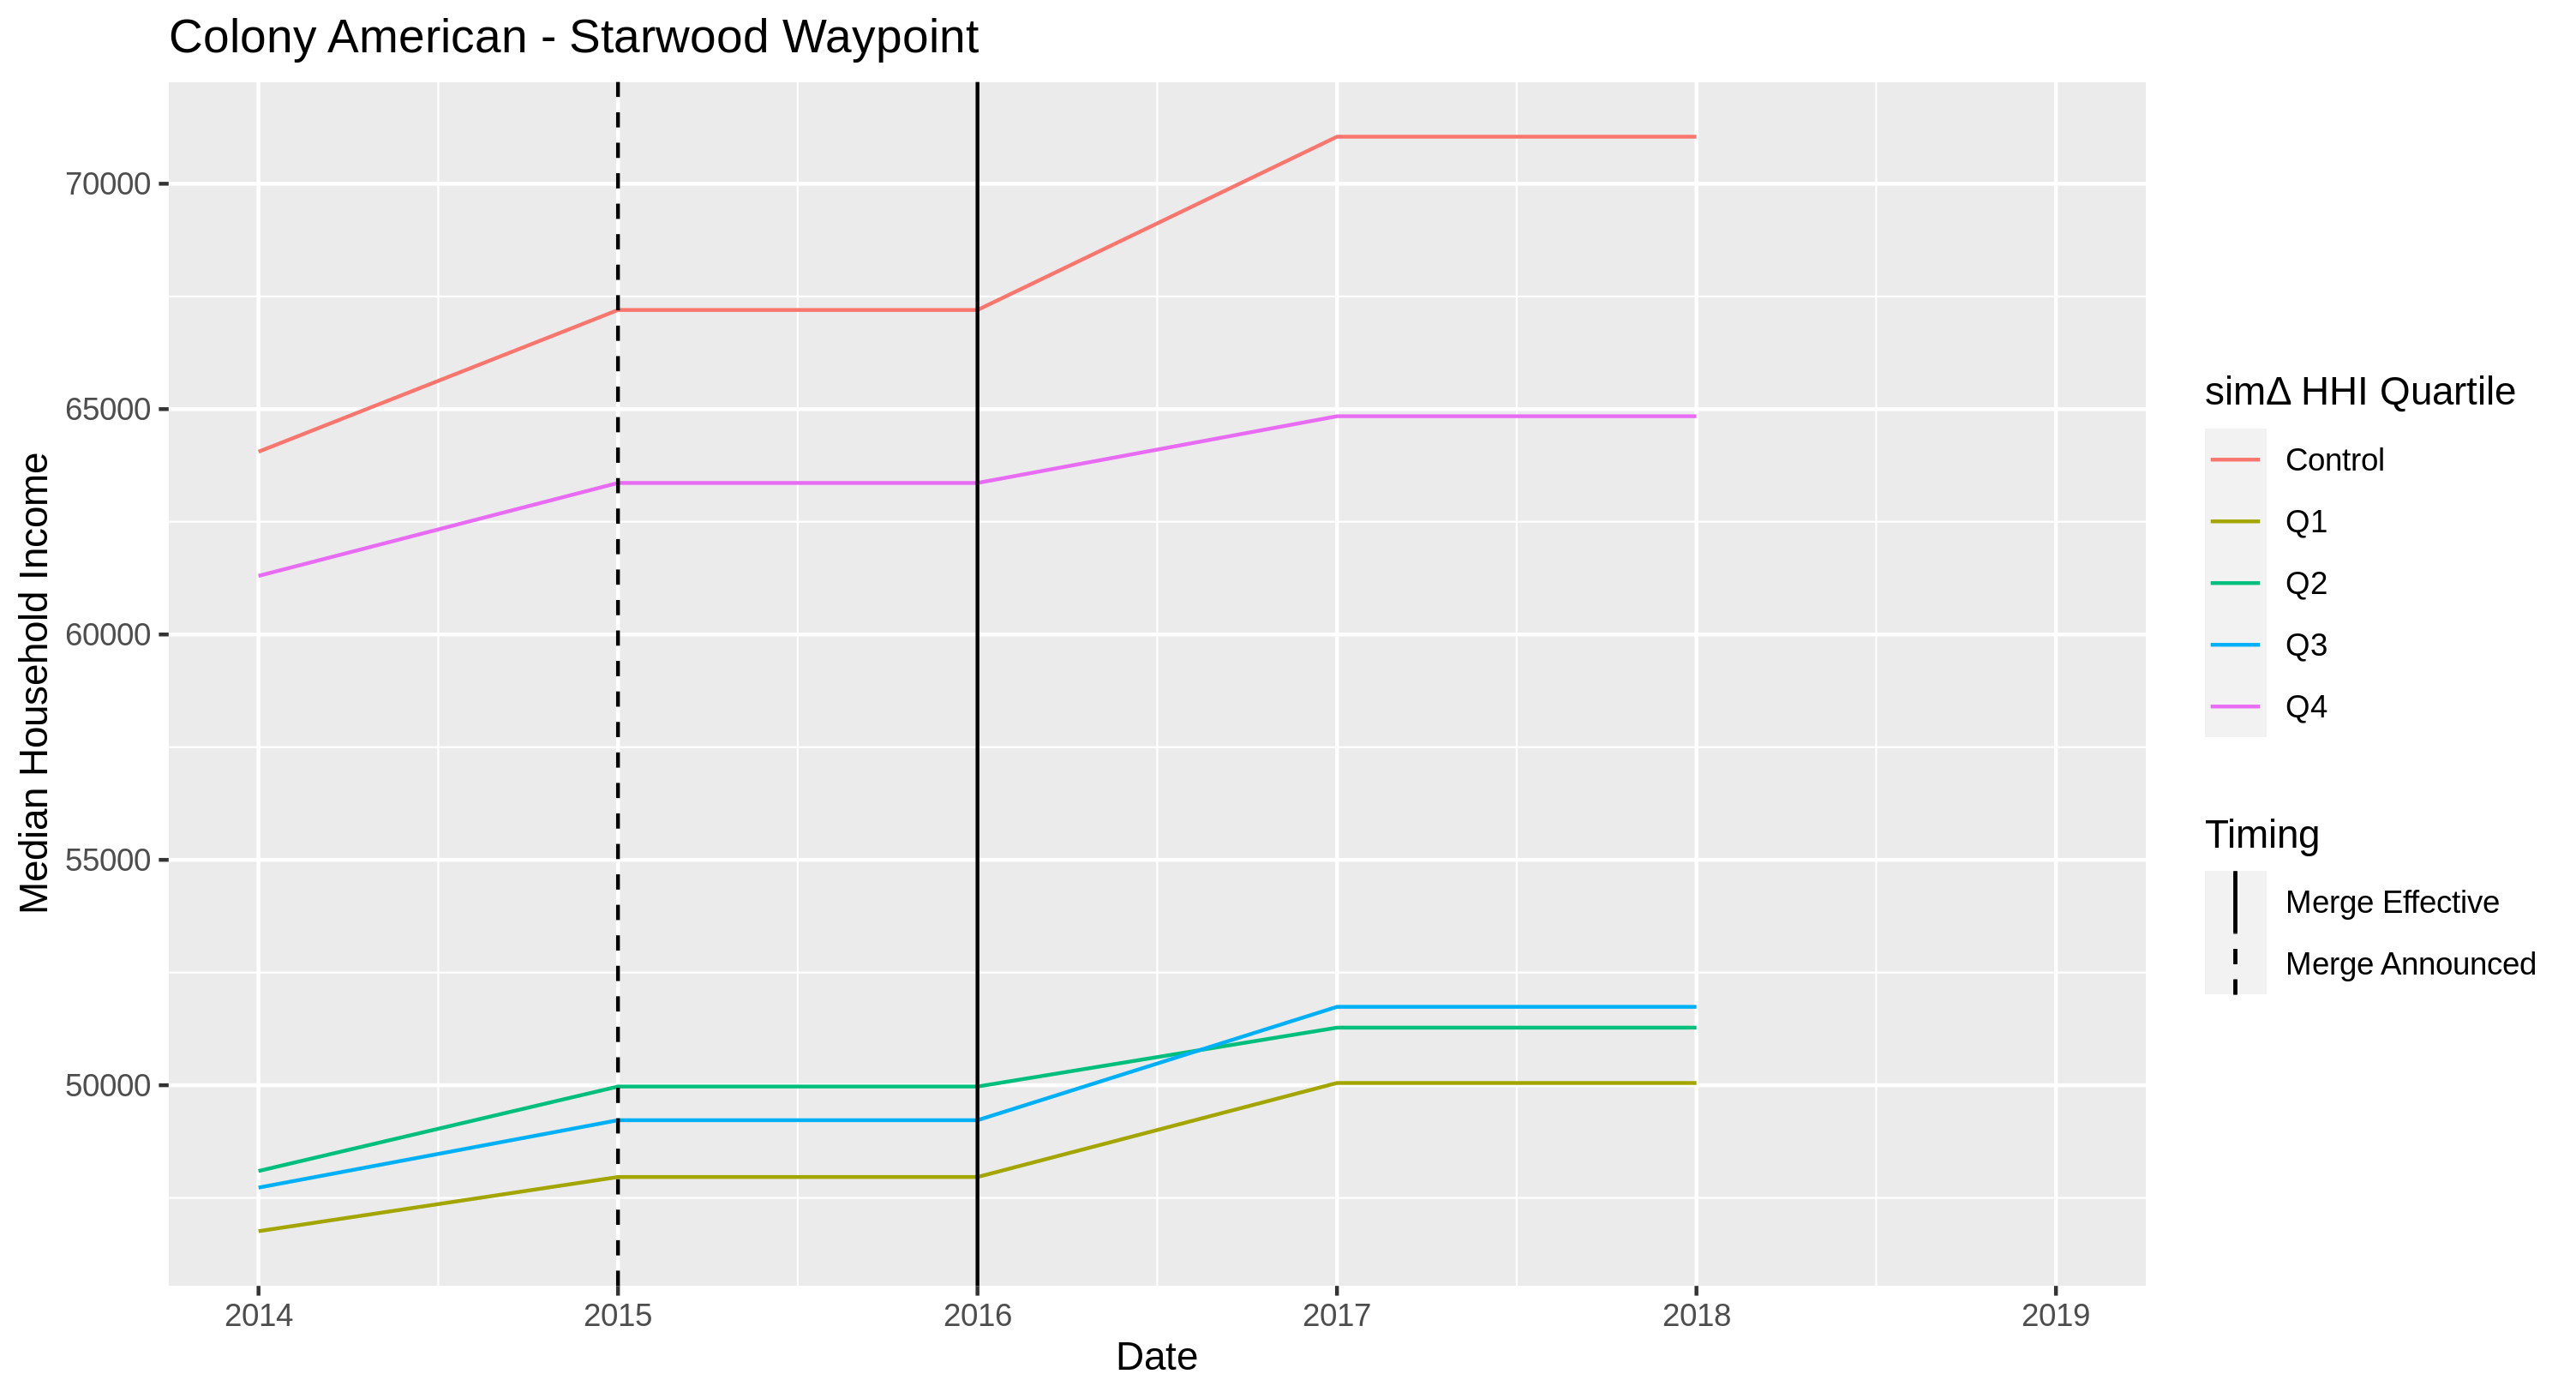 Colony American - Starwood Waypoint
Median Household Income
70000
65000
60000
55000
50000
2014
2015
2016
2017
2018
2019
Date
simΔ HHI Quartile
Control
Q1
Q2
Q3
Q4
Timing
Merge Effective
Merge Announced